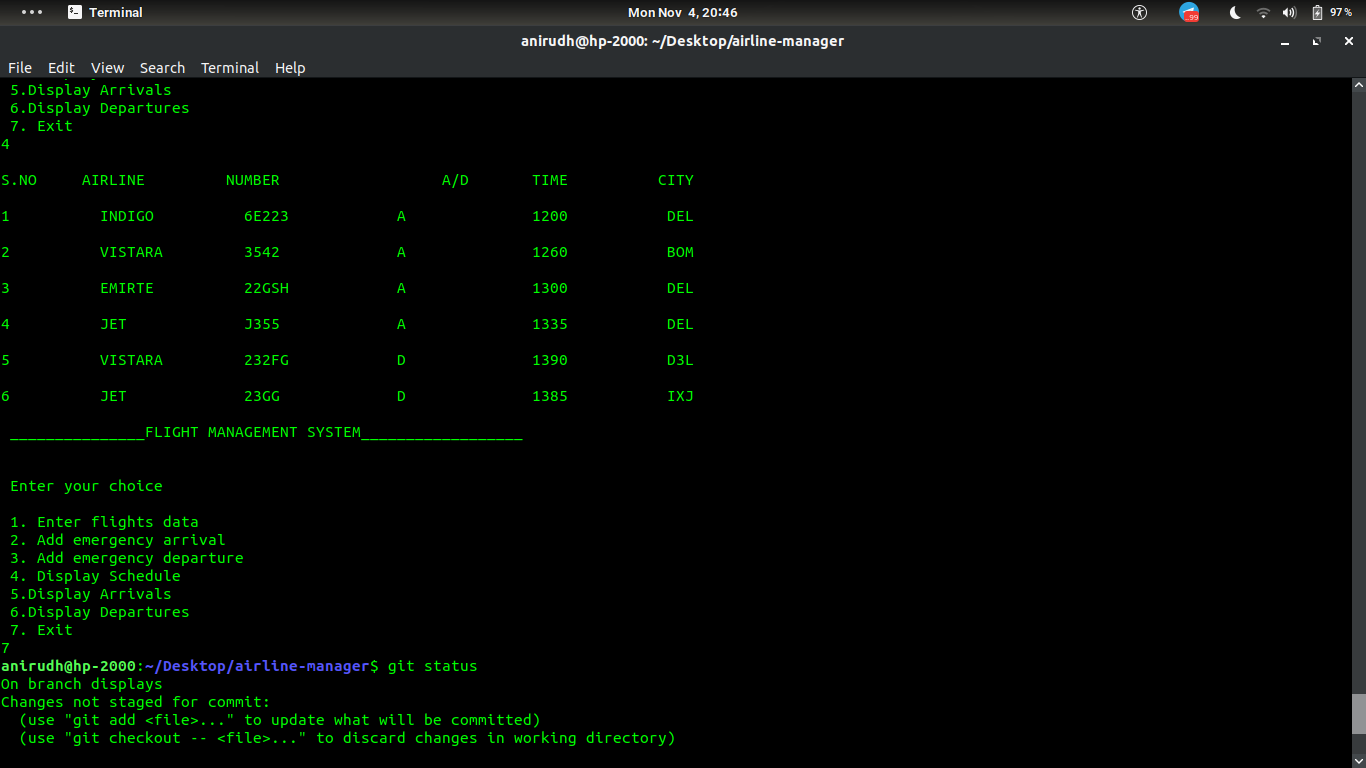 Terminal
Mon Nov 4, 20:46
97 %
anirudh@hp-2000: ~/Desktop/airline-manager
File Edit View Search Terminal Help
5.Display Arrivals
6.Display Departures
7. Exit
4
S.NO AIRLINE NUMBER A/D TIME CITY
1 INDIGO 6E223 A 1200 DEL
2 VISTARA 3542 A 1260 BOM
3 EMIRTE 22GSH A 1300 DEL
4 JET J355 A 1335 DEL
5 VISTARA 232FG D 1390 D3L
6 JET 23GG D 1385 IXJ
_______________FLIGHT MANAGEMENT SYSTEM__________________
Enter your choice
1. Enter flights data
2. Add emergency arrival
3. Add emergency departure
4. Display Schedule
5.Display Arrivals
6.Display Departures
7. Exit
7
anirudh@hp-2000:~/Desktop/airline-manager$ git status
On branch displays
Changes not staged for commit:
(use "git add <file>..." to update what will be committed)
(use "git checkout -- <file>..." to discard changes in working directory)